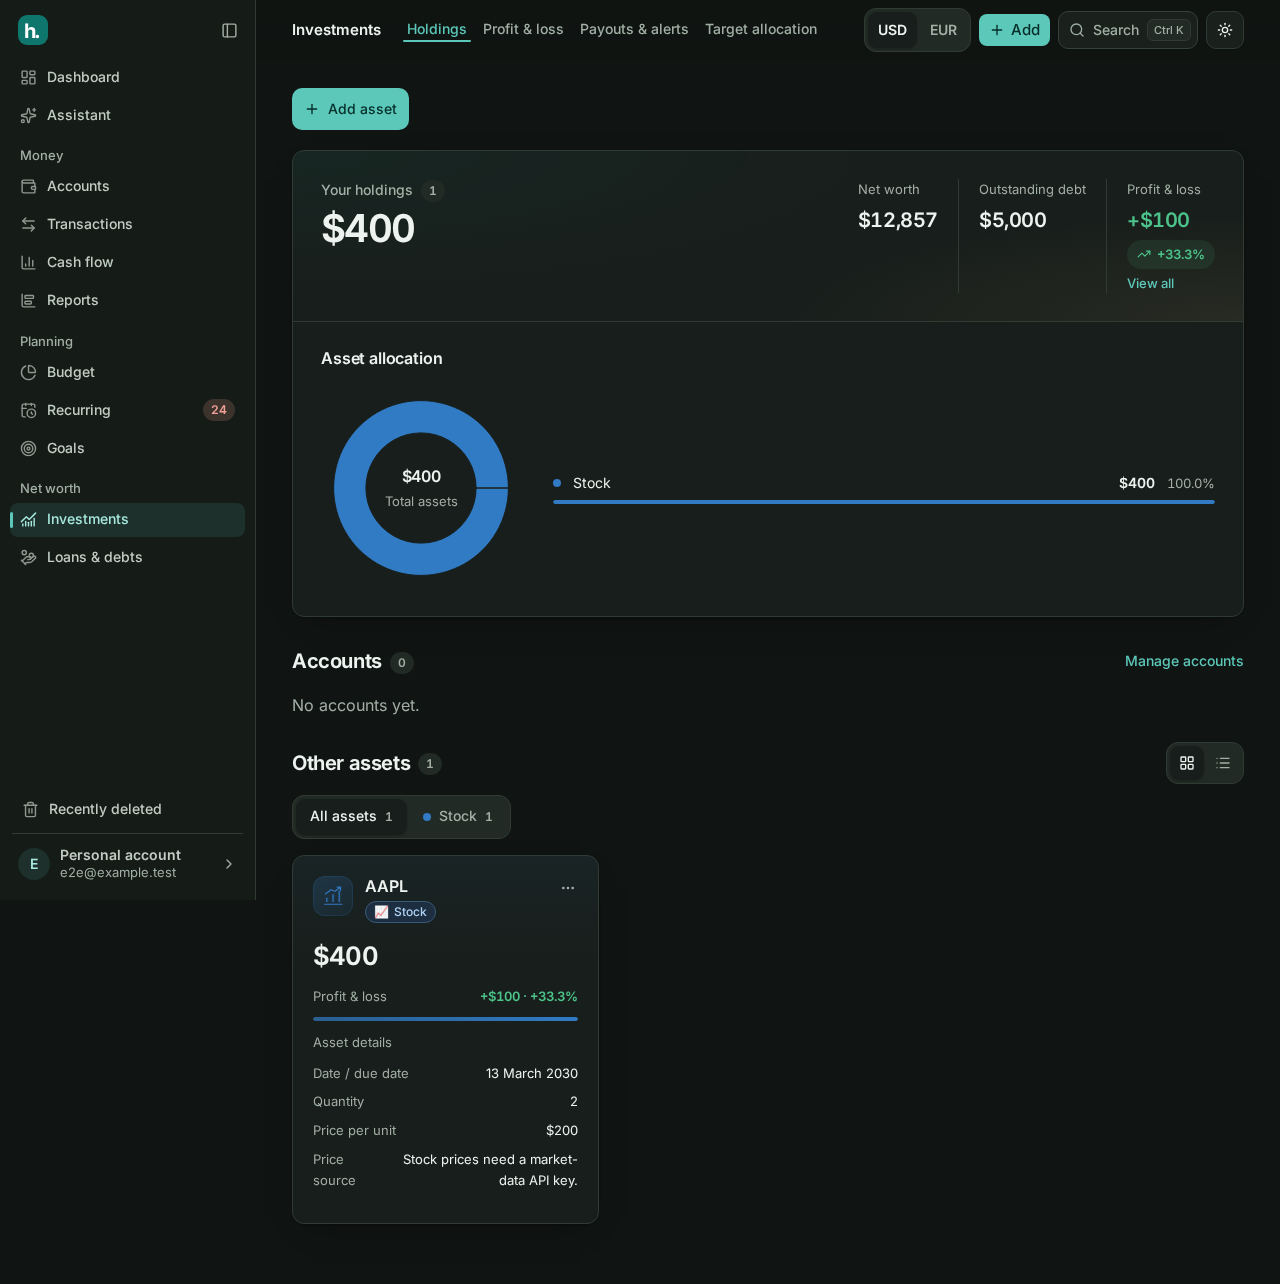 h.
Dashboard
Assistant
Money
Accounts
Transactions
Cash flow
Reports
Planning
Budget
Recurring 24
Goals
Net worth
Investments
Loans & debts
Recently deleted
E
Personal account
e2e@example.test
Investments Holdings Profit & loss Payouts & alerts Target allocation USD EUR Add Search Ctrl K
Add asset
Your holdings 1
$400
Net worth
$12,857
Outstanding debt
$5,000
Profit & loss
+$100
+33.3%
View all
Asset allocation
$400
Total assets
Stock $400 100.0%
Accounts 0 Manage accounts
No accounts yet.
Other assets 1
All assets 1 Stock 1
AAPL
Stock
$400
Profit & loss +$100 · +33.3%
Asset details
Date / due date 13 March 2030
Quantity 2
Price per unit $200
Price source Stock prices need a market-
data API key.